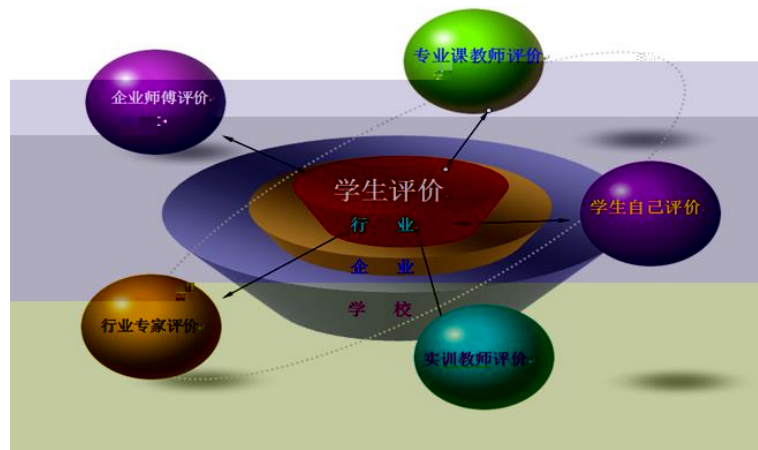 专业课教师评价
企业师傅评价
学生评价
学生自己评价
行 业
企 业
学 校
行业专家评价
实训教师评价